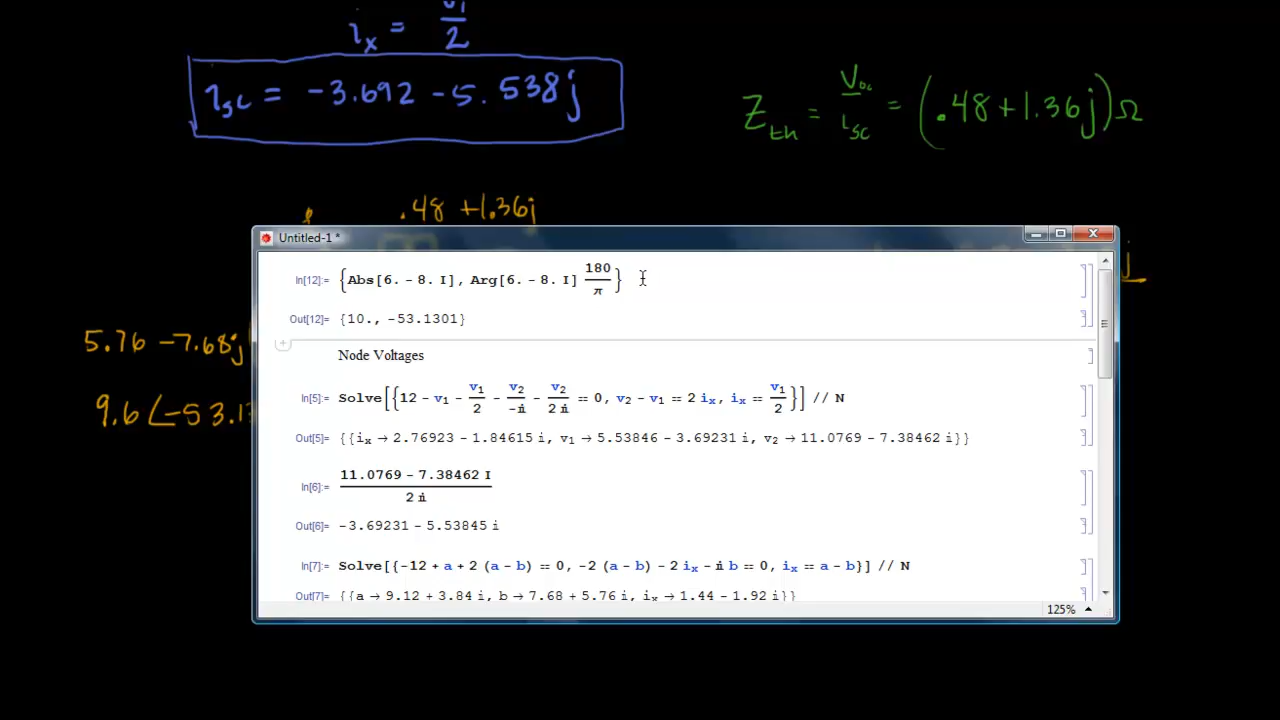 i_x = v_1/2
i_sc = -3.692 - 5.538j
Z_th = V_oc/i_sc = (.48 + 1.36j)Ω
.48 + 1.36j
j
5.76 - 7.68j
9.6 ∠-53.1
Untitled-1 *
In[12]:= {Abs[6. - 8. I], Arg[6. - 8. I] 180/π}
Out[12]= {10., -53.1301}
Node Voltages
In[5]:= Solve[{12 - v₁ - v₁/2 - v₂/-ⅈ - v₂/2 ⅈ == 0, v₂ - v₁ == 2 iₓ, iₓ == v₁/2}] // N
Out[5]= {{iₓ → 2.76923 - 1.84615 ⅈ, v₁ → 5.53846 - 3.69231 ⅈ, v₂ → 11.0769 - 7.38462 ⅈ}}
In[6]:= 11.0769 - 7.38462 I/2 ⅈ
Out[6]= -3.69231 - 5.53845 ⅈ
In[7]:= Solve[{-12 + a + 2 (a - b) == 0, -2 (a - b) - 2 iₓ - ⅈ b == 0, iₓ == a - b}] // N
Out[7]= {{a → 9.12 + 3.84 ⅈ, b → 7.68 + 5.76 ⅈ, iₓ → 1.44 - 1.92 ⅈ}}
125%